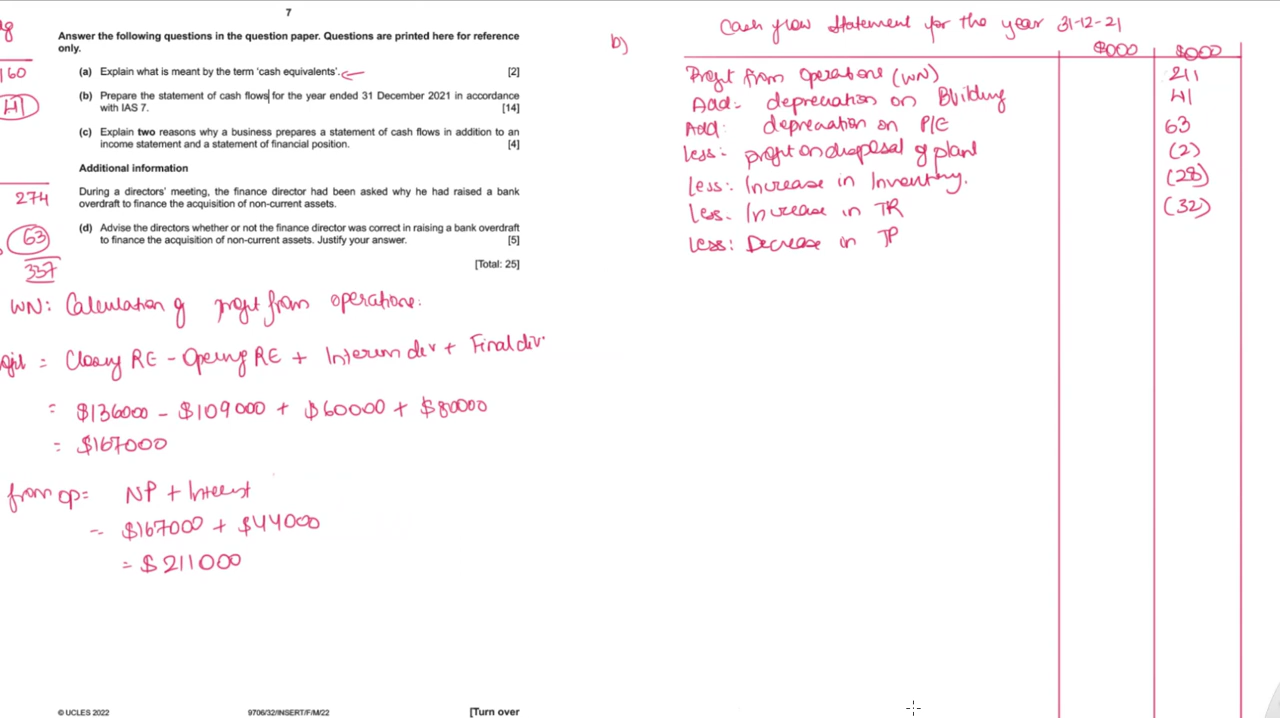 7
Answer the following questions in the question paper. Questions are printed here for reference
only.
(a) Explain what is meant by the term 'cash equivalents'. [2]
160
41
(b) Prepare the statement of cash flows for the year ended 31 December 2021 in accordance
with IAS 7. [14]
(c) Explain two reasons why a business prepares a statement of cash flows in addition to an
income statement and a statement of financial position. [4]
Additional information
During a directors' meeting, the finance director had been asked why he had raised a bank
overdraft to finance the acquisition of non-current assets.
274
(d) Advise the directors whether or not the finance director was correct in raising a bank overdraft
to finance the acquisition of non-current assets. Justify your answer. [5]
63
337
[Total: 25]
WN: Calculation of profit from operations:
= Closing RE - Opening RE + Interim div + Final div.
= $136000 - $109000 + $60000 + $80000
= $167000
from op= NP + Interest
= $167000 + $44000
= $211000
© UCLES 2022 9706/32/INSERT/F/M/22 [Turn over
b) Cash flow Statement for the year 31-12-21
$000 $000
Profit from operations (WN) 211
Add: depreciation on Building 41
Add: depreciation on P/E 63
Less: profit on disposal of plant (2)
Less: Increase in Inventory. (28)
Less. Increase in TR (32)
Less: Decrease in TP